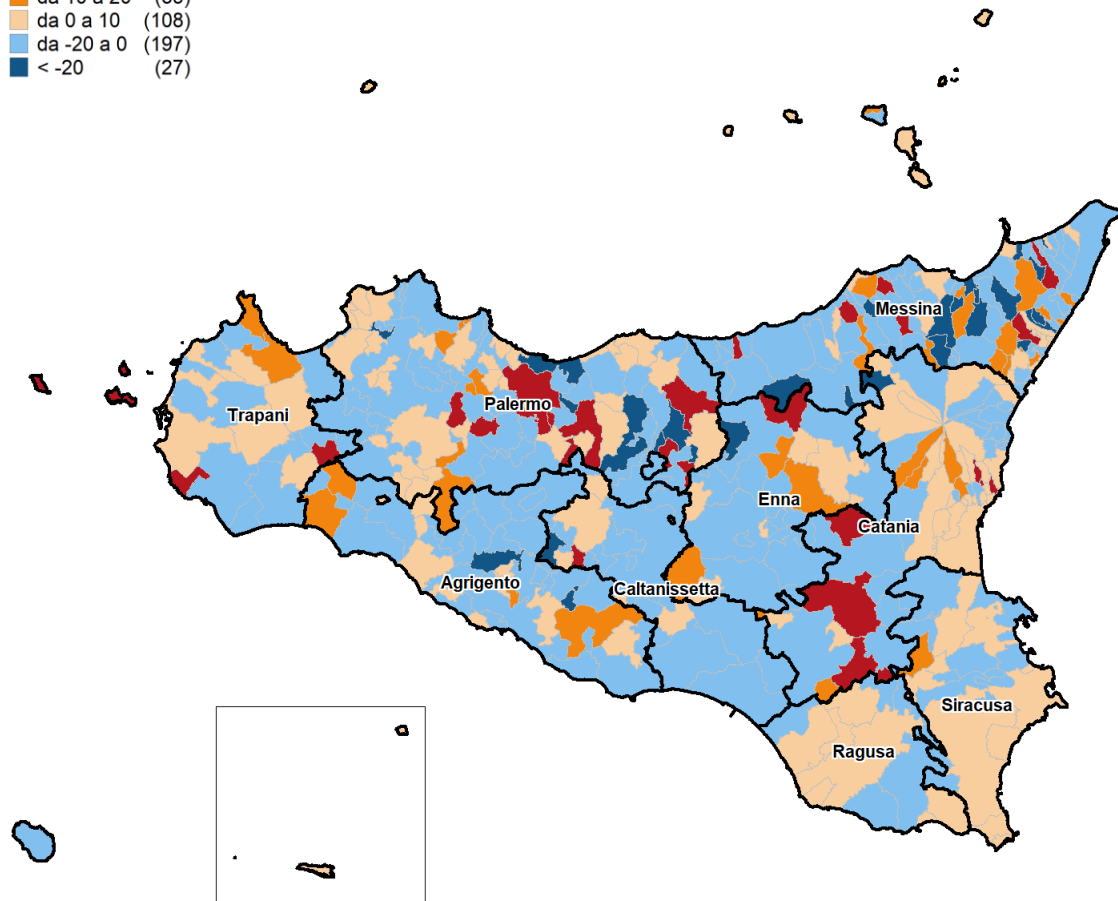 da 0 a 10 (108)
da -20 a 0 (197)
< -20 (27)
Messina
Palermo
Trapani
Enna
Catania
Agrigento
Caltanissetta
Siracusa
Ragusa